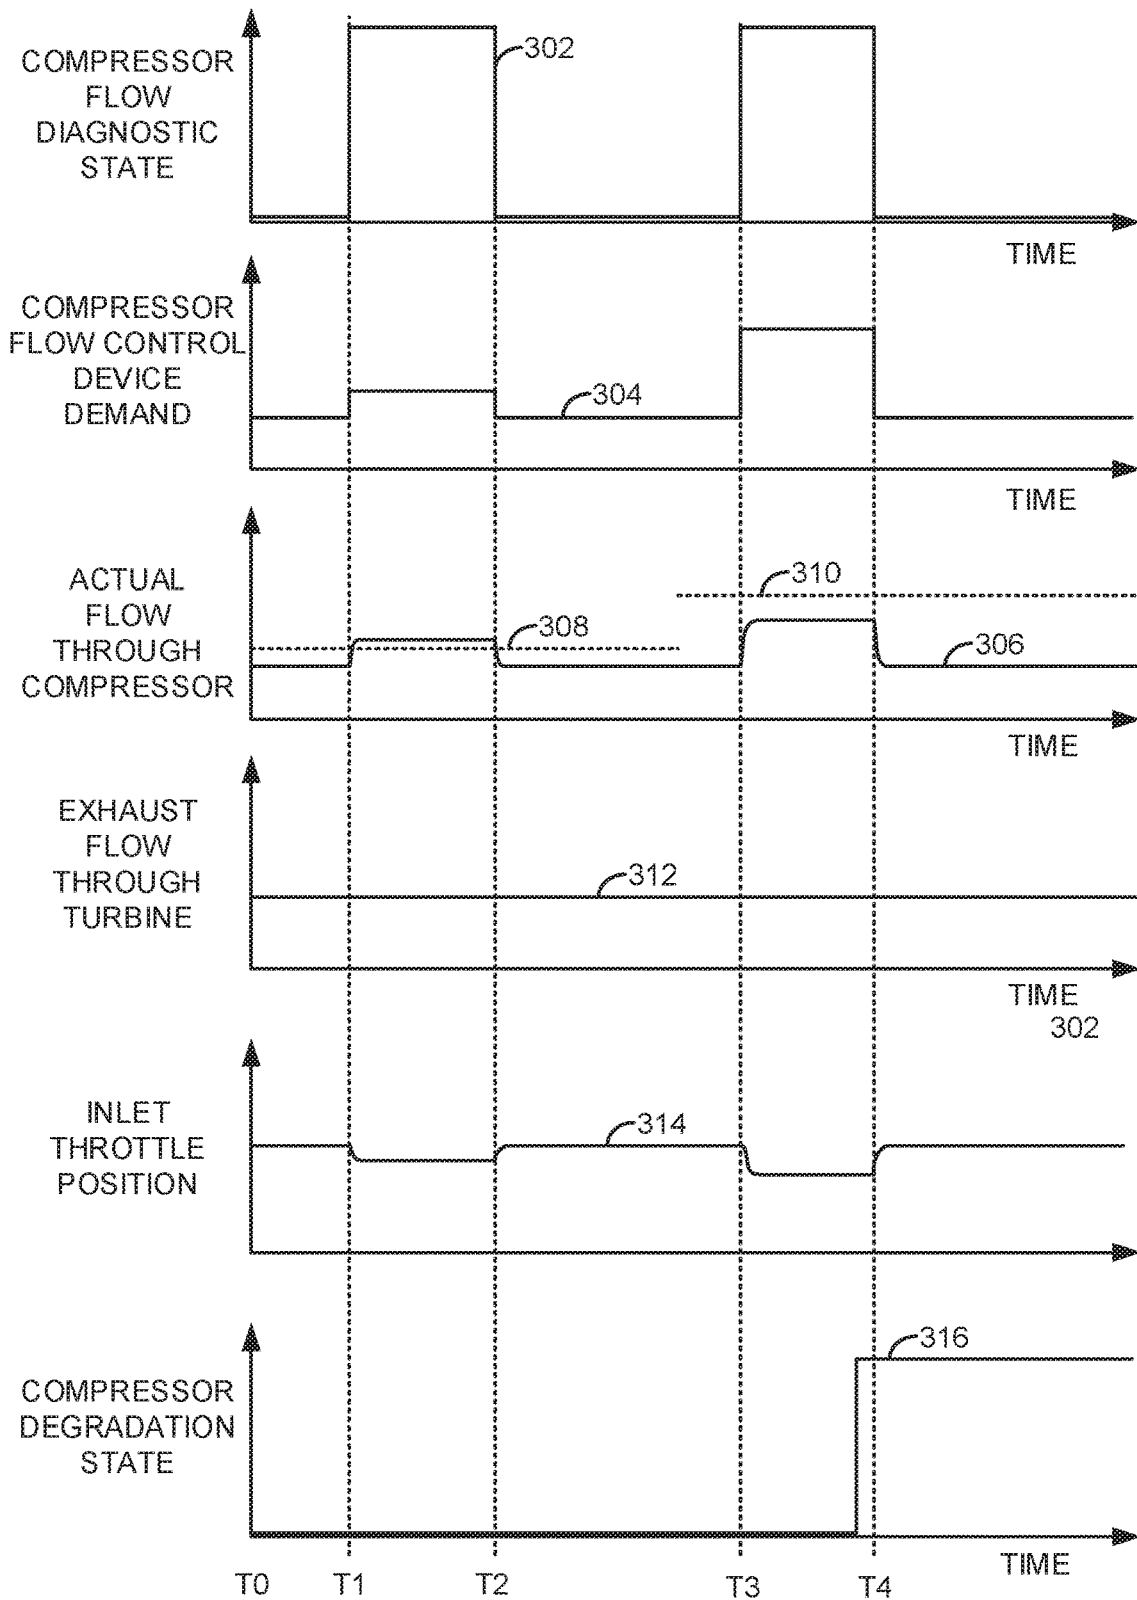 COMPRESSOR
FLOW
DIAGNOSTIC
STATE
302
TIME
COMPRESSOR
FLOW CONTROL
DEVICE
DEMAND
304
TIME
ACTUAL
FLOW
THROUGH
COMPRESSOR
310
308
306
TIME
EXHAUST
FLOW
THROUGH
TURBINE
312
TIME
302
INLET
THROTTLE
POSITION
314
COMPRESSOR
DEGRADATION
STATE
316
TIME
T0 T1 T2 T3 T4